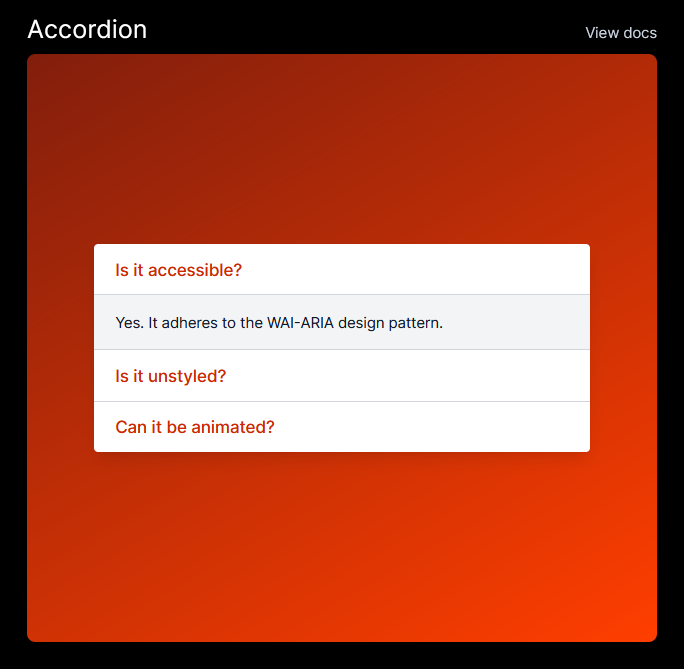 Accordion
View docs
Is it accessible?
Yes. It adheres to the WAI-ARIA design pattern.
Is it unstyled?
Can it be animated?